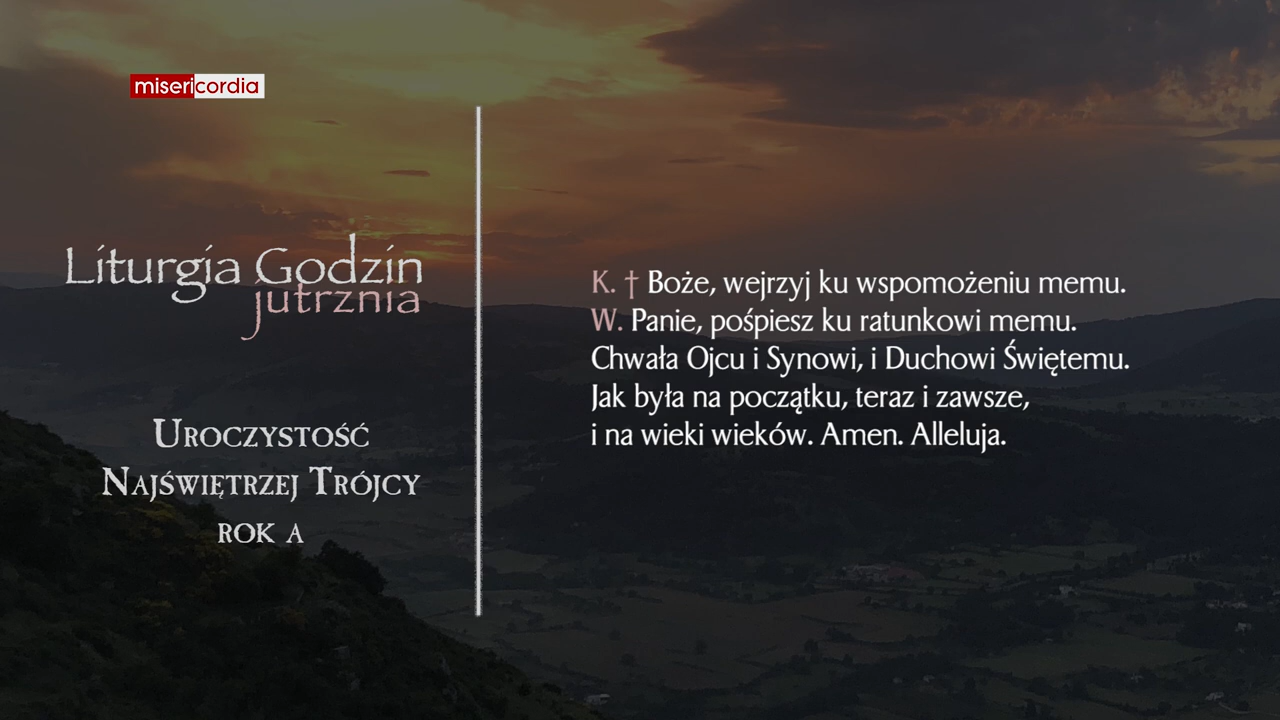 misericordia
Liturgia Godzin
jutrznia
Uroczystość
Najświętrzej Trójcy
rok A
K. † Boże, wejrzyj ku wspomożeniu memu.
W. Panie, pośpiesz ku ratunkowi memu.
Chwała Ojcu i Synowi, i Duchowi Świętemu.
Jak była na początku, teraz i zawsze,
i na wieki wieków. Amen. Alleluja.